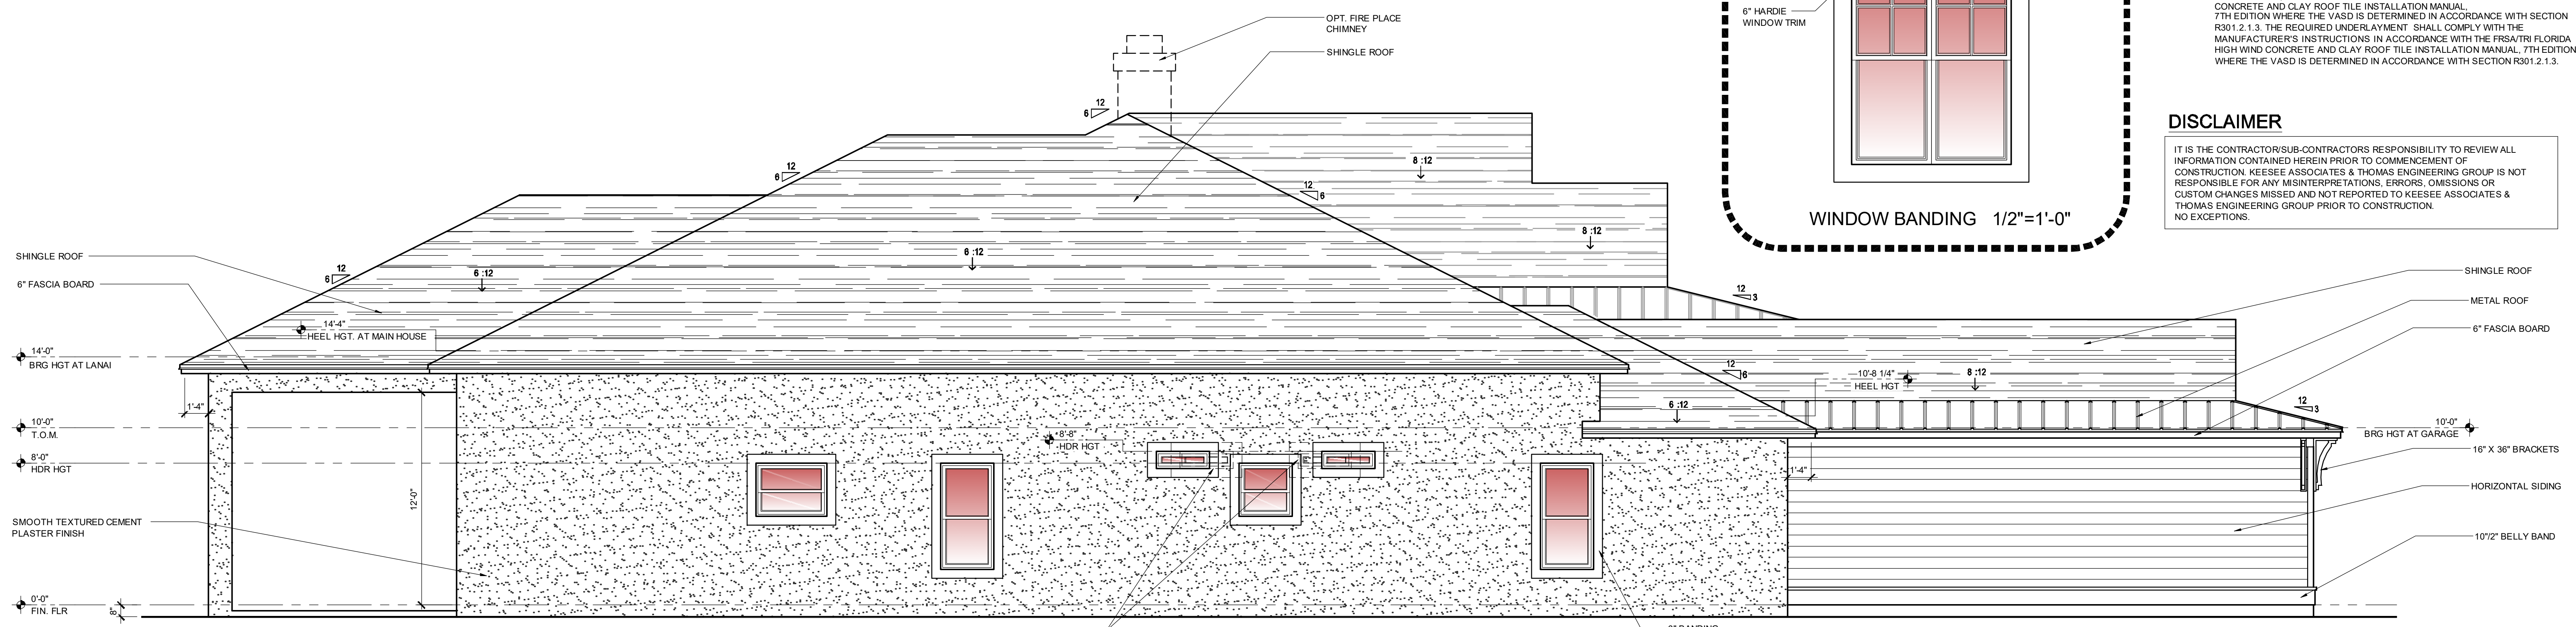 OPT. FIRE PLACE
CHIMNEY
SHINGLE ROOF
6" HARDIE
WINDOW TRIM
WINDOW BANDING 1/2"=1'-0"
CONCRETE AND CLAY ROOF TILE INSTALLATION MANUAL,
7TH EDITION WHERE THE VASD IS DETERMINED IN ACCORDANCE WITH SECTION
R301.2.1.3. THE REQUIRED UNDERLAYMENT SHALL COMPLY WITH THE
MANUFACTURER'S INSTRUCTIONS IN ACCORDANCE WITH THE FRSA/TRI FLORIDA
HIGH WIND CONCRETE AND CLAY ROOF TILE INSTALLATION MANUAL, 7TH EDITION
WHERE THE VASD IS DETERMINED IN ACCORDANCE WITH SECTION R301.2.1.3.
DISCLAIMER
IT IS THE CONTRACTOR/SUB-CONTRACTORS RESPONSIBILITY TO REVIEW ALL
INFORMATION CONTAINED HEREIN PRIOR TO COMMENCEMENT OF
CONSTRUCTION. KEESEE ASSOCIATES & THOMAS ENGINEERING GROUP IS NOT
RESPONSIBLE FOR ANY MISINTERPRETATIONS, ERRORS, OMISSIONS OR
CUSTOM CHANGES MISSED AND NOT REPORTED TO KEESEE ASSOCIATES &
THOMAS ENGINEERING GROUP PRIOR TO CONSTRUCTION.
NO EXCEPTIONS.
12
6
12
6
12
6
8 :12
8 :12
6 :12
6 :12
12
6
12
3
SHINGLE ROOF
6" FASCIA BOARD
14'-4"
HEEL HGT. AT MAIN HOUSE
14'-0"
BRG HGT AT LANAI
1'-4"
10'-0"
T.O.M.
8'-0"
HDR HGT
12'-0"
SMOOTH TEXTURED CEMENT
PLASTER FINISH
0'-0"
FIN. FLR
8"
8'-8"
HDR HGT
12
6
10'-8 1/4"
HEEL HGT
8 :12
6 :12
12
3
1'-4"
SHINGLE ROOF
METAL ROOF
6" FASCIA BOARD
10'-0"
BRG HGT AT GARAGE
16" X 36" BRACKETS
HORIZONTAL SIDING
10"/2" BELLY BAND